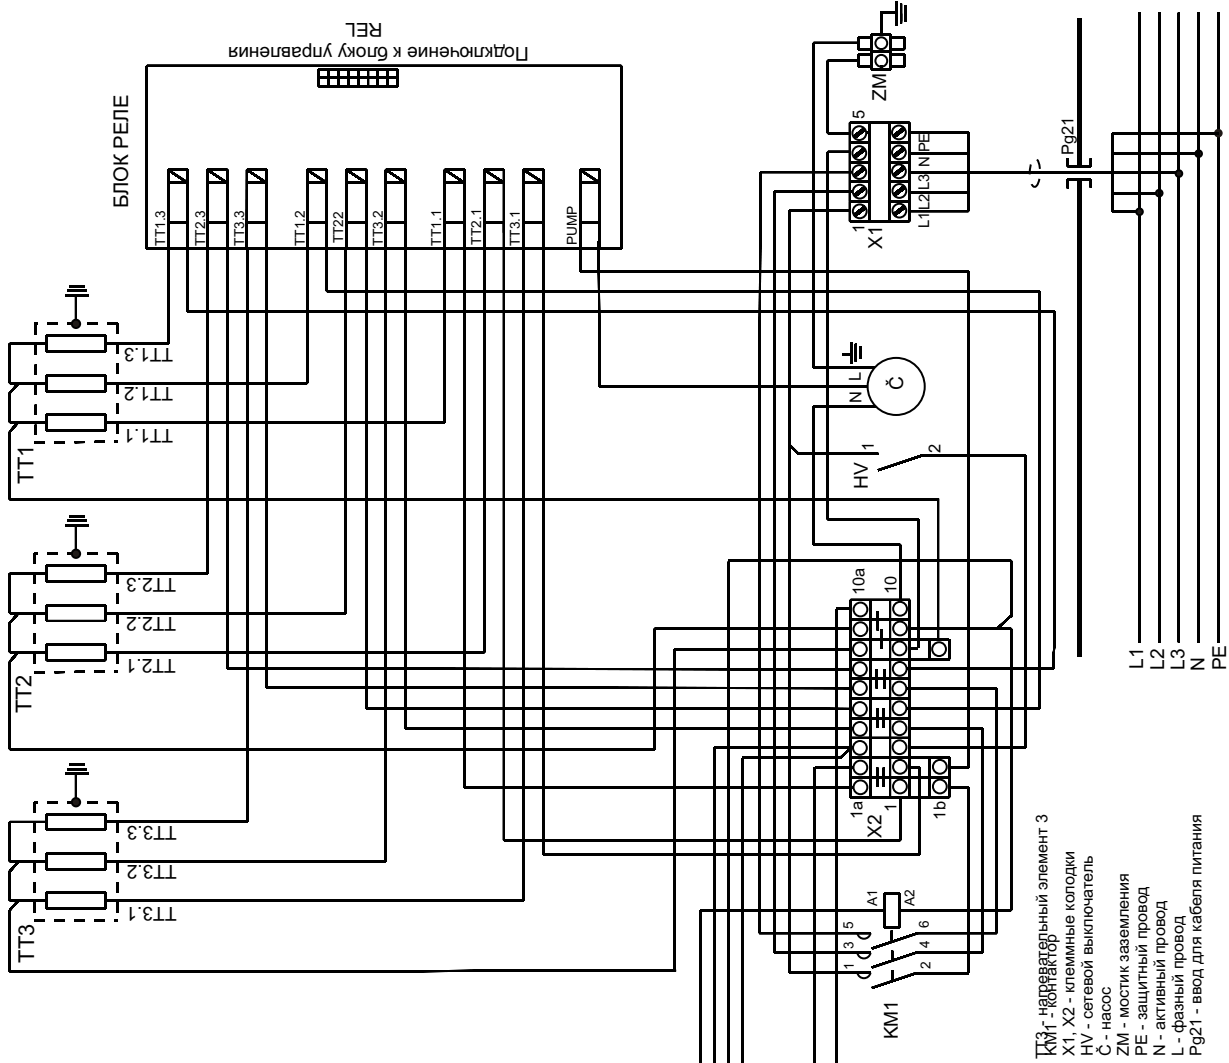 REL
Подключение к блоку управления
БЛОК РЕЛЕ
TT1.3
TT2.3
TT3.3
TT1.2
TT22
TT3.2
TT1.1
TT2.1
TT3.1
PUMP
ZM
X1
1
5
L1
L2
L3
N
PE
Pg21
TT1
TT1.3
TT1.2
TT1.1
TT2
TT2.3
TT2.2
TT2.1
TT3
TT3.3
TT3.2
TT3.1
N
L
Č
HV
1
2
10a
10
1a
1
1b
X2
KM1
A1
A2
1
3
5
2
4
6
L1
L2
L3
N
PE
TT3 - нагревательный элемент 3
KM1 - контактор
X1, X2 - клеммные колодки
HV - сетевой выключатель
Č - насос
ZM - мостик заземления
PE - защитный провод
N - активный провод
L - фазный провод
Pg21 - ввод для кабеля питания